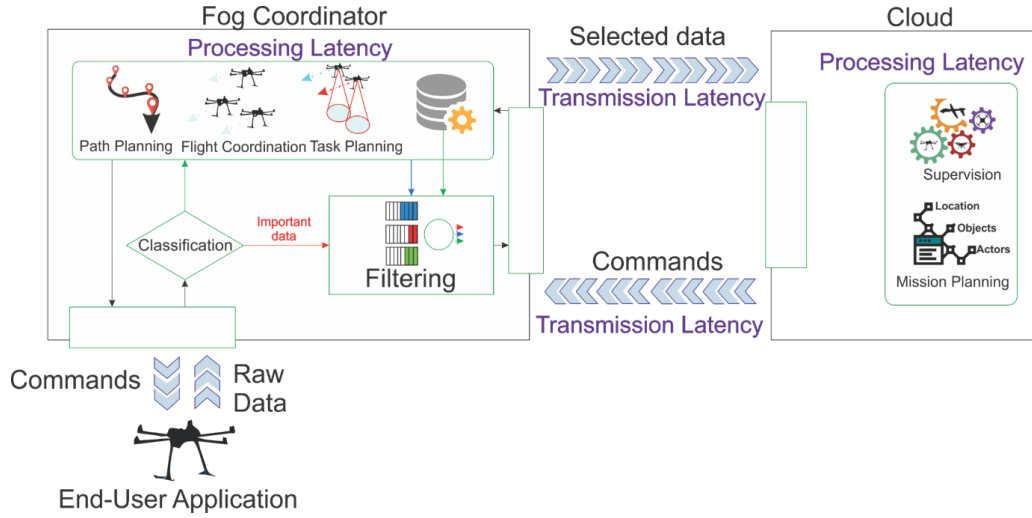 Fog Coordinator
Processing Latency
Path Planning
Flight Coordination
Task Planning
Classification
Important
data
Filtering
Selected data
Transmission Latency
Commands
Transmission Latency
Cloud
Processing Latency
Supervision
Location
Objects
Actors
Mission Planning
Commands
Raw
Data
End-User Application